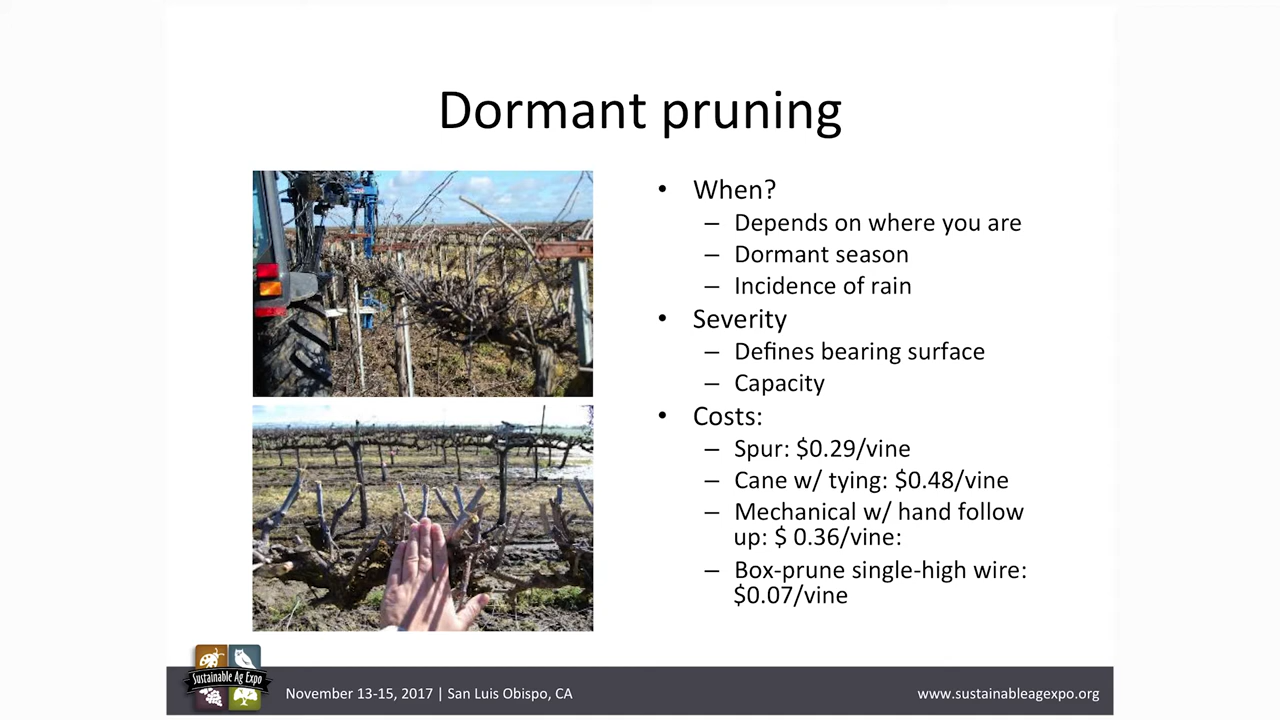 Dormant pruning
• When?
– Depends on where you are
– Dormant season
– Incidence of rain
• Severity
– Defines bearing surface
– Capacity
• Costs:
– Spur: $0.29/vine
– Cane w/ tying: $0.48/vine
– Mechanical w/ hand follow
up: $ 0.36/vine:
– Box-prune single-high wire:
$0.07/vine
Sustainable Ag Expo
November 13-15, 2017 | San Luis Obispo, CA
www.sustainableagexpo.org